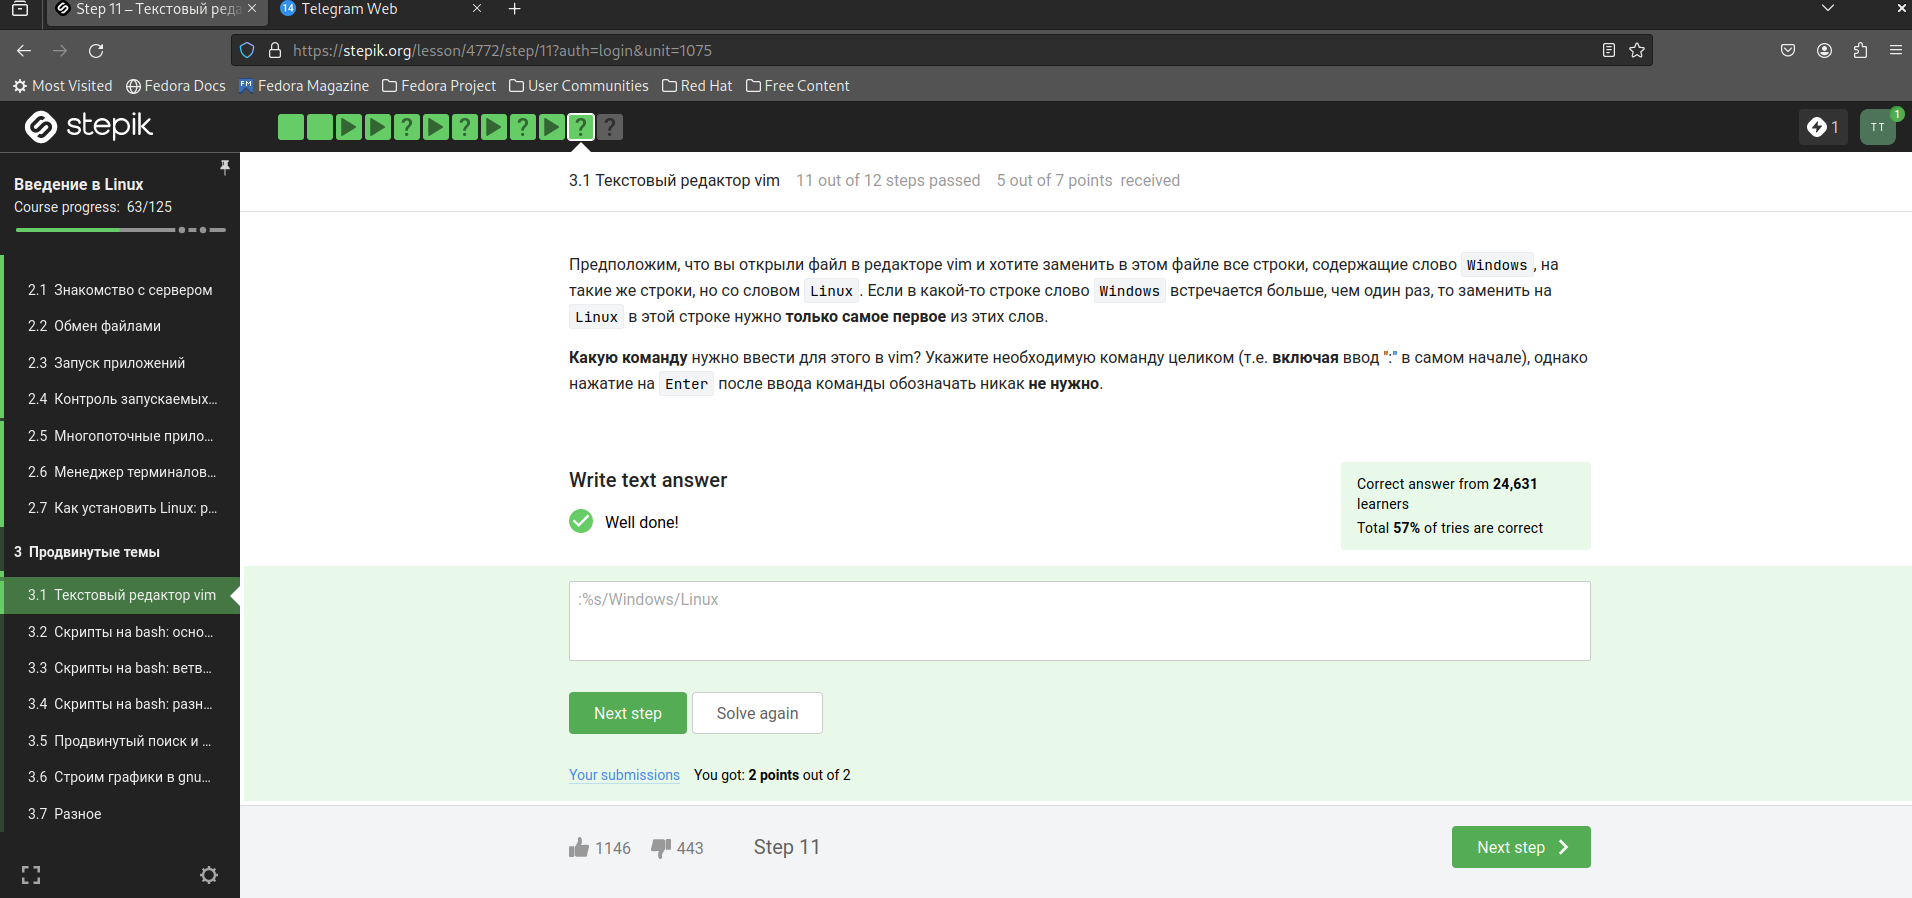 Step 11 – Текстовый реда
14 Telegram Web
https://stepik.org/lesson/4772/step/11?auth=login&unit=1075
Most Visited Fedora Docs FM Fedora Magazine Fedora Project User Communities Red Hat Free Content
stepik
? ? ? ? ?
1
TT
1
Введение в Linux
Course progress: 63/125
2.1 Знакомство с сервером
2.2 Обмен файлами
2.3 Запуск приложений
2.4 Контроль запускаемых...
2.5 Многопоточные прило...
2.6 Менеджер терминалов...
2.7 Как установить Linux: р...
3 Продвинутые темы
3.1 Текстовый редактор vim
3.2 Скрипты на bash: осно...
3.3 Скрипты на bash: ветв...
3.4 Скрипты на bash: разн...
3.5 Продвинутый поиск и ...
3.6 Строим графики в gnu...
3.7 Разное
3.1 Текстовый редактор vim 11 out of 12 steps passed 5 out of 7 points received
Предположим, что вы открыли файл в редакторе vim и хотите заменить в этом файле все строки, содержащие слово Windows, на
такие же строки, но со словом Linux. Если в какой-то строке слово Windows встречается больше, чем один раз, то заменить на
Linux в этой строке нужно только самое первое из этих слов.
Какую команду нужно ввести для этого в vim? Укажите необходимую команду целиком (т.е. включая ввод ":" в самом начале), однако
нажатие на Enter после ввода команды обозначать никак не нужно.
Write text answer
Well done!
Correct answer from 24,631
learners
Total 57% of tries are correct
:%s/Windows/Linux
Next step
Solve again
Your submissions You got: 2 points out of 2
1146
443
Step 11
Next step